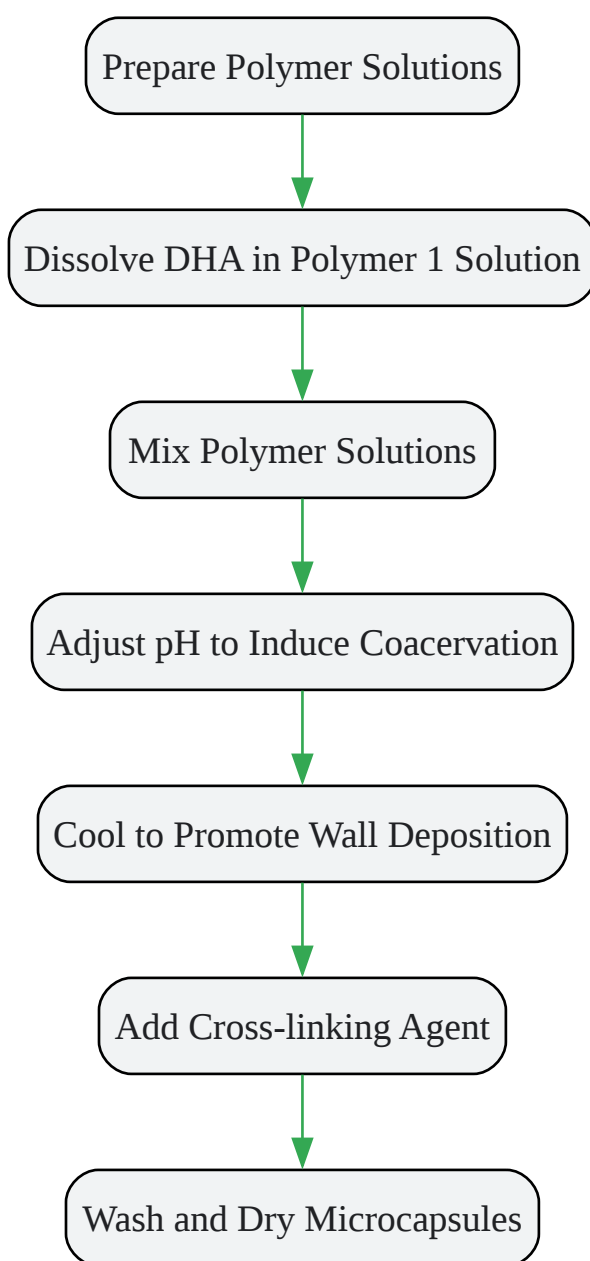 Prepare Polymer Solutions
Dissolve DHA in Polymer 1 Solution
Mix Polymer Solutions
Adjust pH to Induce Coacervation
Cool to Promote Wall Deposition
Add Cross-linking Agent
Wash and Dry Microcapsules